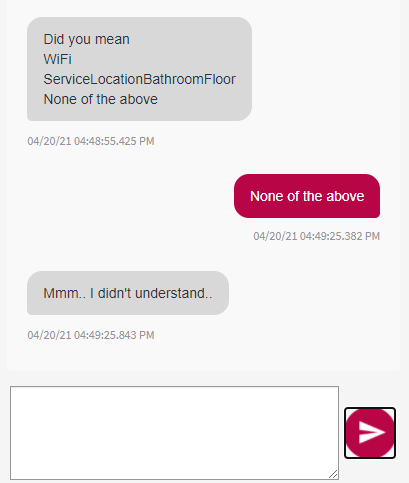 Did you mean
WiFi
ServiceLocationBathroomFloor
None of the above
04/20/21 04:48:55.425 PM
None of the above
04/20/21 04:49:25.382 PM
Mmm.. I didn't understand..
04/20/21 04:49:25.843 PM